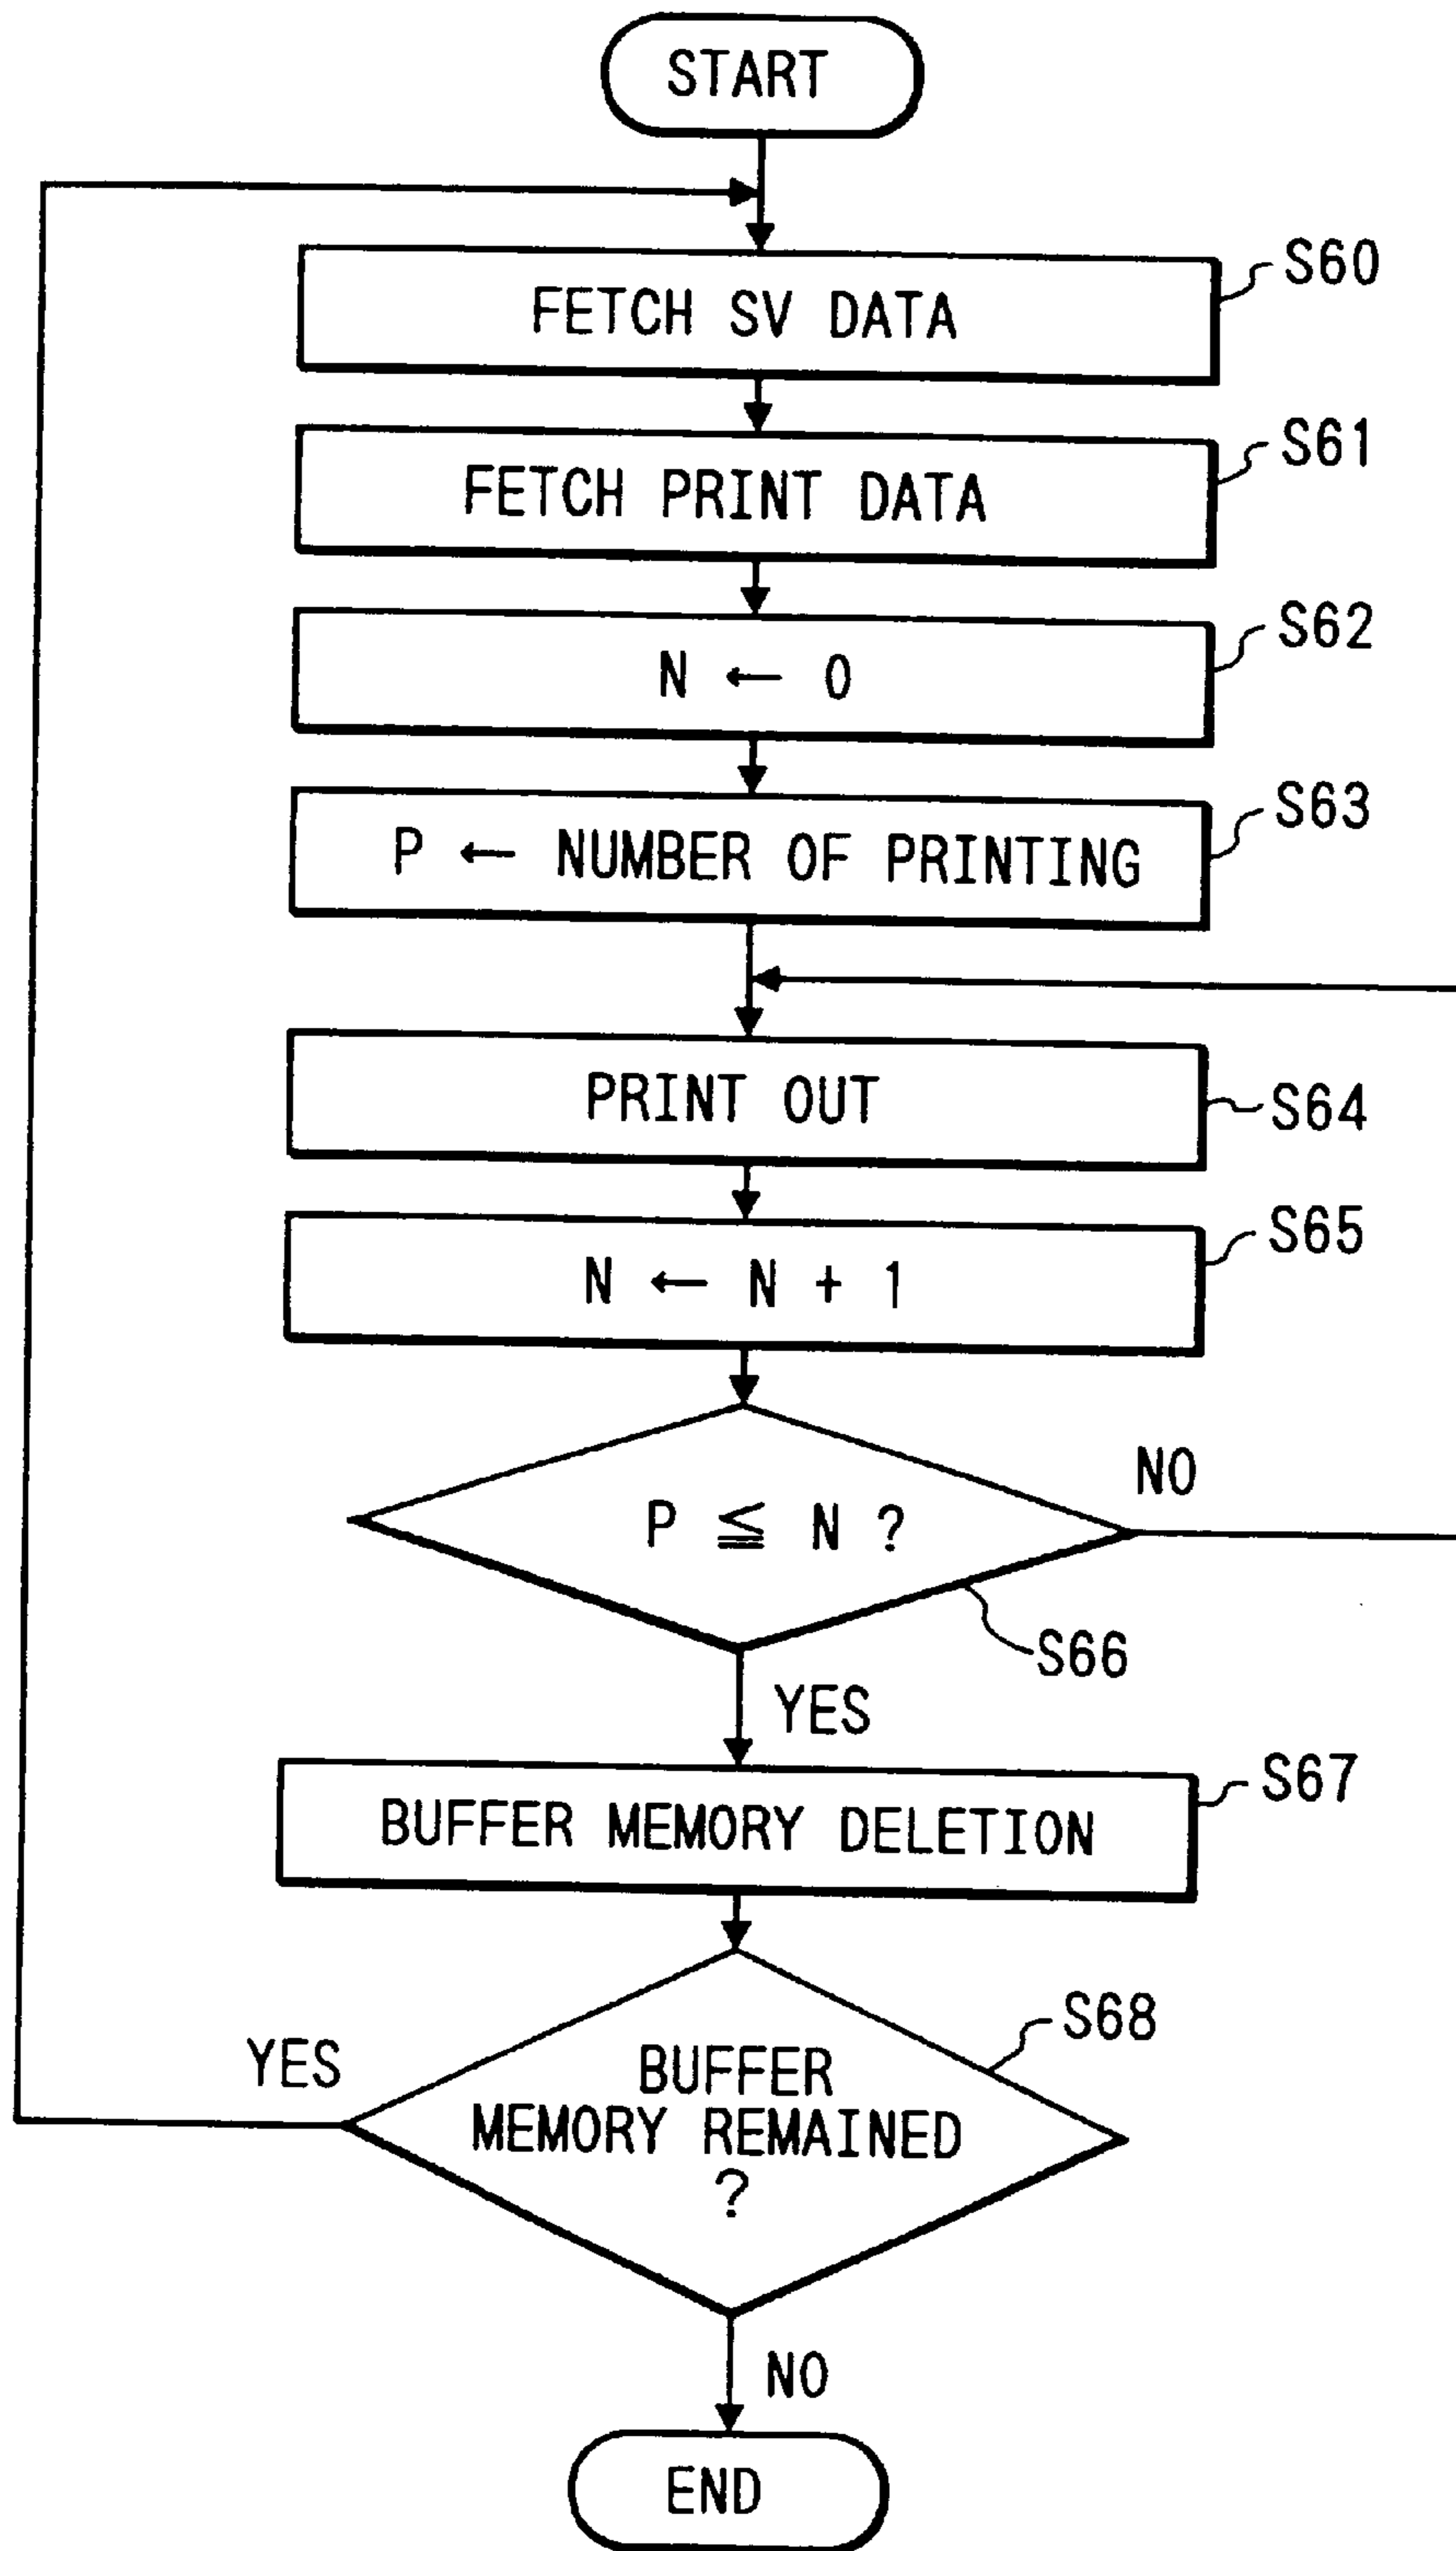 START
FETCH SV DATA
S60
FETCH PRINT DATA
S61
N ← 0
S62
P ← NUMBER OF PRINTING
S63
PRINT OUT
S64
N ← N + 1
S65
P ≦ N ?
NO
S66
YES
BUFFER MEMORY DELETION
S67
BUFFER
MEMORY REMAINED
?
S68
YES
NO
END